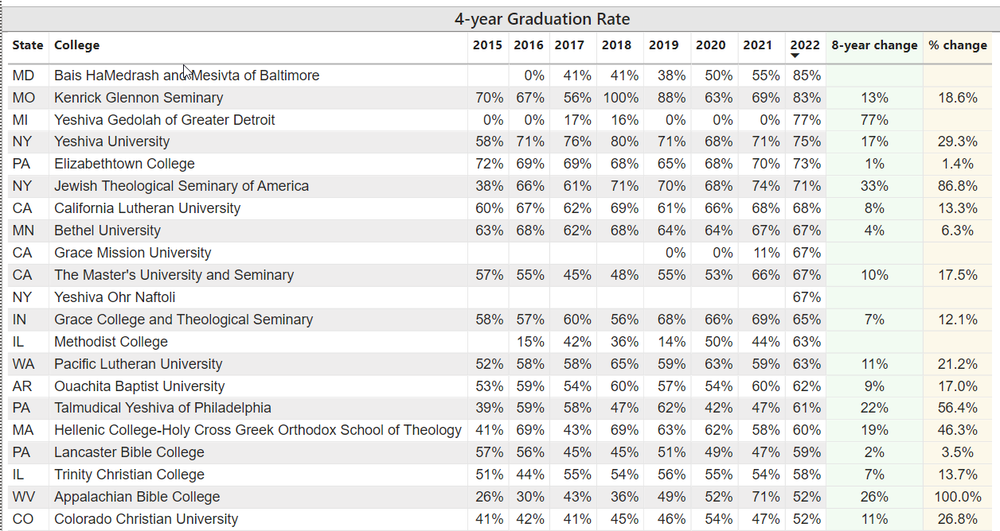 4-year Graduation Rate
State College 2015 2016 2017 2018 2019 2020 2021 2022 8-year change % change
MD Bais HaMedrash and Mesivta of Baltimore 0% 41% 41% 38% 50% 55% 85%
MO Kenrick Glennon Seminary 70% 67% 56% 100% 88% 63% 69% 83% 13% 18.6%
MI Yeshiva Gedolah of Greater Detroit 0% 0% 17% 16% 0% 0% 0% 77% 77%
NY Yeshiva University 58% 71% 76% 80% 71% 68% 71% 75% 17% 29.3%
PA Elizabethtown College 72% 69% 69% 68% 65% 68% 70% 73% 1% 1.4%
NY Jewish Theological Seminary of America 38% 66% 61% 71% 70% 68% 74% 71% 33% 86.8%
CA California Lutheran University 60% 67% 62% 69% 61% 66% 68% 68% 8% 13.3%
MN Bethel University 63% 68% 62% 68% 64% 64% 67% 67% 4% 6.3%
CA Grace Mission University 0% 0% 11% 67%
CA The Master's University and Seminary 57% 55% 45% 48% 55% 53% 66% 67% 10% 17.5%
NY Yeshiva Ohr Naftoli 67%
IN Grace College and Theological Seminary 58% 57% 60% 56% 68% 66% 69% 65% 7% 12.1%
IL Methodist College 15% 42% 36% 14% 50% 44% 63%
WA Pacific Lutheran University 52% 58% 58% 65% 59% 63% 59% 63% 11% 21.2%
AR Ouachita Baptist University 53% 59% 54% 60% 57% 54% 60% 62% 9% 17.0%
PA Talmudical Yeshiva of Philadelphia 39% 59% 58% 47% 62% 42% 47% 61% 22% 56.4%
MA Hellenic College-Holy Cross Greek Orthodox School of Theology 41% 69% 43% 69% 63% 62% 58% 60% 19% 46.3%
PA Lancaster Bible College 57% 56% 45% 45% 51% 49% 47% 59% 2% 3.5%
IL Trinity Christian College 51% 44% 55% 54% 56% 55% 54% 58% 7% 13.7%
WV Appalachian Bible College 26% 30% 43% 36% 49% 52% 71% 52% 26% 100.0%
CO Colorado Christian University 41% 42% 41% 45% 46% 54% 47% 52% 11% 26.8%